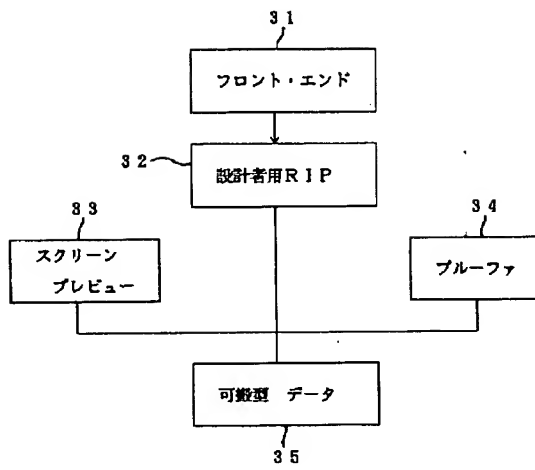 ３１
フロント・エンド
３２
設計者用ＲＩＰ
３３
スクリーン
プレビュー
３４
プルーファ
可搬型 データ
３５